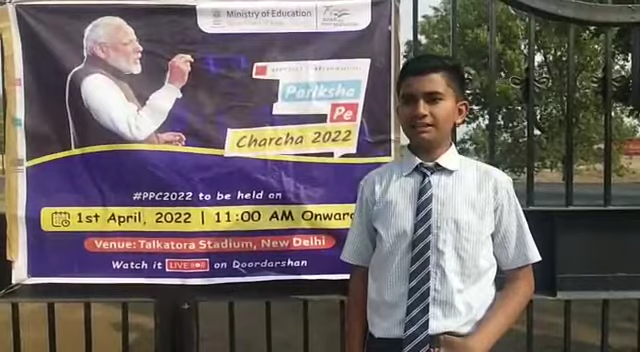 Ministry of Education
Pariksha
Pe
Charcha 2022
#PPC2022 to be held on
1st April, 2022 | 11:00 AM Onwar
Venue: Talkatora Stadium, New Delhi
Watch it LIVE on Doordarshan